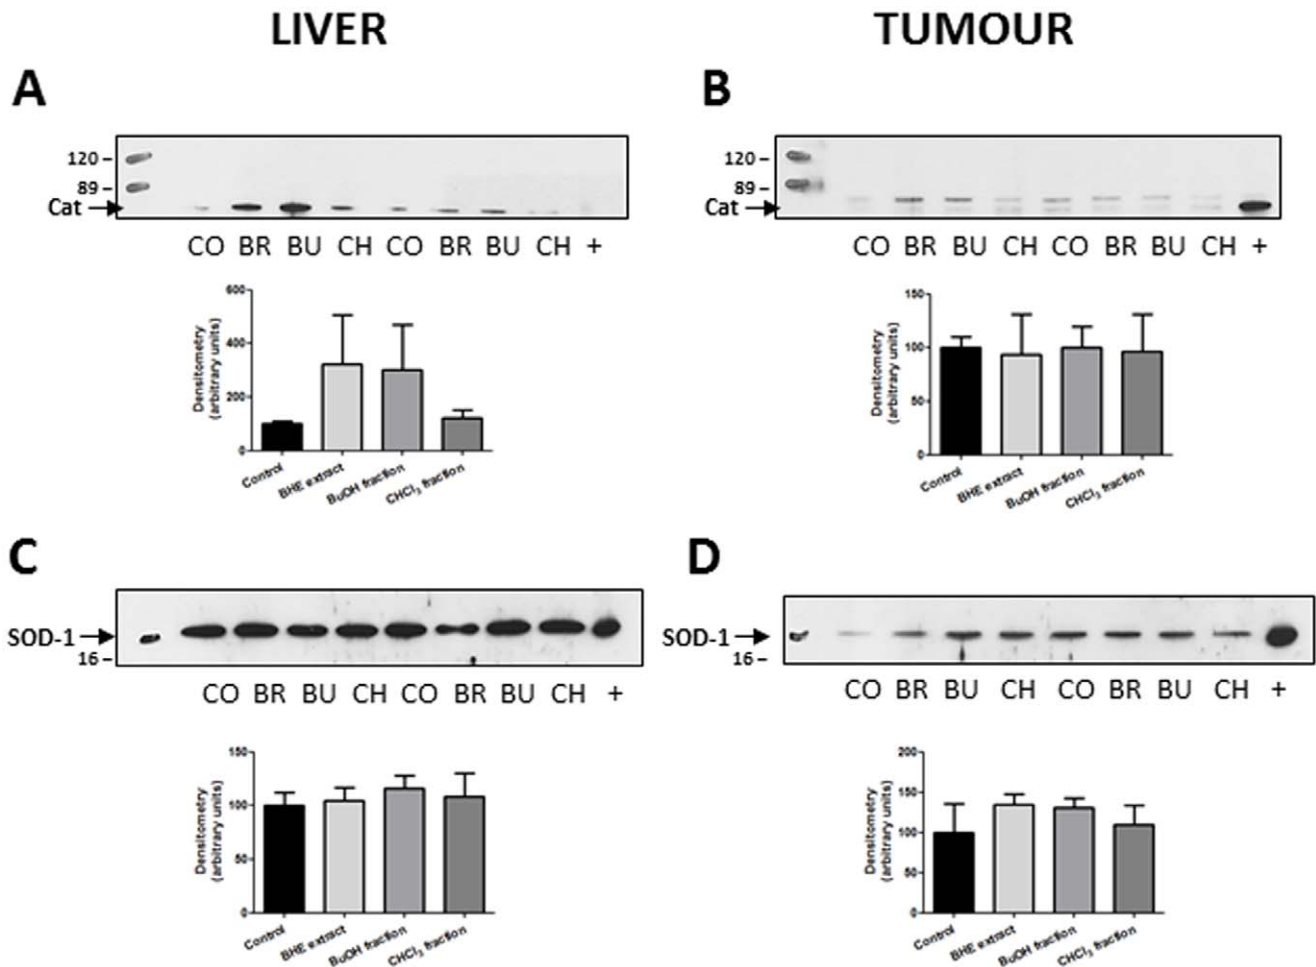 LIVER
TUMOUR
A
120 –
89 –
Cat
CO BR BU CH CO BR BU CH +
Densitometry
(arbitrary units)
600
400
200
0
Control
BHE extract
BuOH fraction
CHCl₃ fraction
B
120 –
89 –
Cat
CO BR BU CH CO BR BU CH +
Densitometry
(arbitrary units)
150
100
50
0
Control
BHE extract
BuOH fraction
CHCl₃ fraction
C
SOD-1
16 –
CO BR BU CH CO BR BU CH +
Densitometry
(arbitrary units)
150
100
50
0
Control
BHE extract
BuOH fraction
CHCl₃ fraction
D
SOD-1
16 –
CO BR BU CH CO BR BU CH +
Densitometry
(arbitrary units)
200
150
100
50
0
Control
BHE extract
BuOH fraction
CHCl₃ fraction